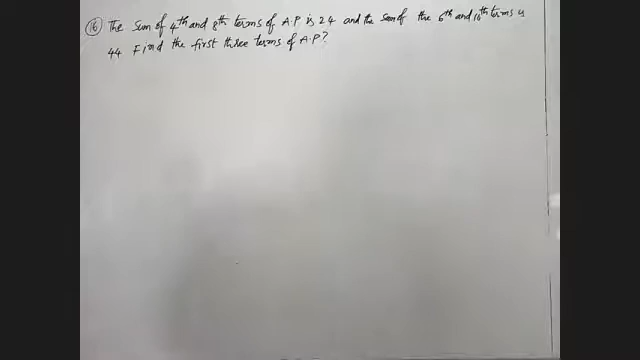 (16) The Sum of 4th and 8th terms of A.P is 24 and the Sum of the 6th and 10th terms is
44 Find the first three terms of A.P?